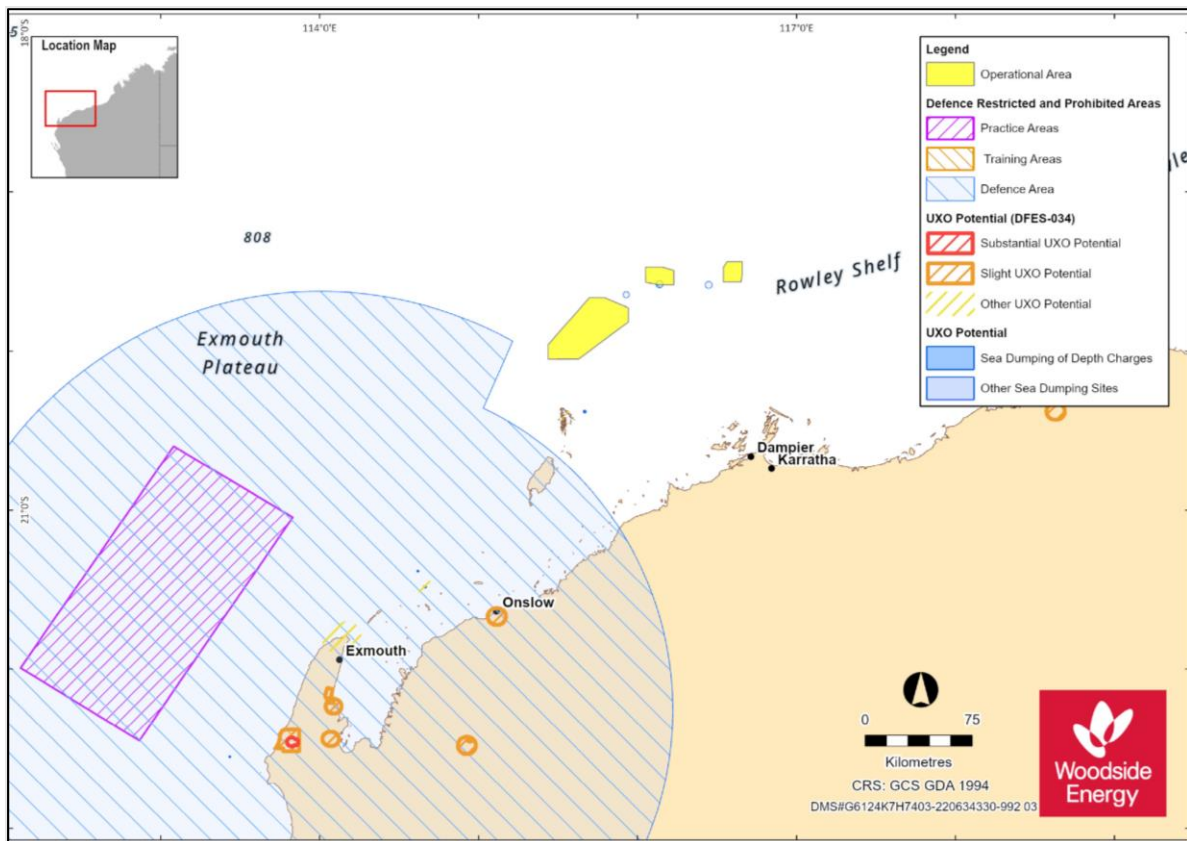 114°0'E
117°0'E
18°0'S
21°0'S
Location Map
808
Exmouth
Plateau
Rowley Shelf
Dampier
Karratha
Onslow
Exmouth
Legend
Operational Area
Defence Restricted and Prohibited Areas
Practice Areas
Training Areas
Defence Area
UXO Potential (DFES-034)
Substantial UXO Potential
Slight UXO Potential
Other UXO Potential
UXO Potential
Sea Dumping of Depth Charges
Other Sea Dumping Sites
0 75
Kilometres
CRS: GCS GDA 1994
DMS#G6124K7H7403-220634330-992 03
Woodside
Energy